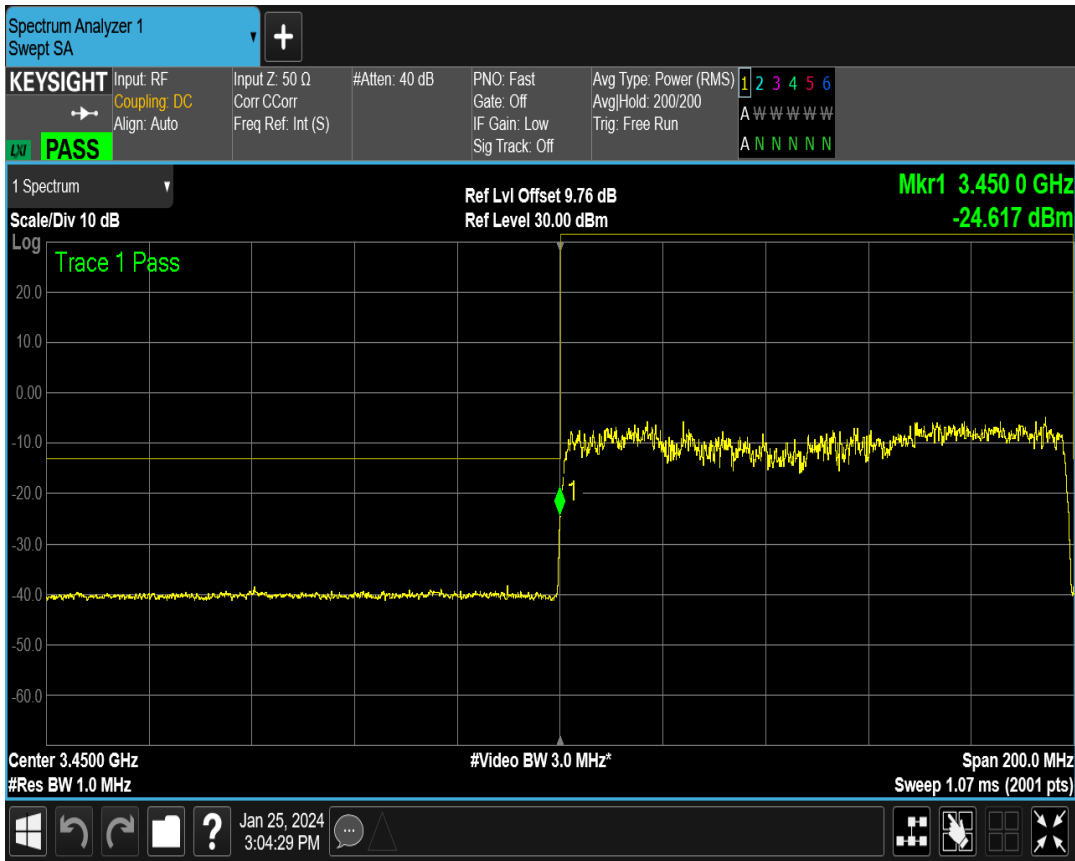 Spectrum Analyzer 1
Swept SA
▼
+
KEYSIGHT
LXI
PASS
Input: RF
Coupling: DC
Align: Auto
Input Z: 50 Ω
Corr CCorr
Freq Ref: Int (S)
#Atten: 40 dB
PNO: Fast
Gate: Off
IF Gain: Low
Sig Track: Off
Avg Type: Power (RMS)
Avg|Hold: 200/200
Trig: Free Run
1 2 3 4 5 6
A W W W W W
A N N N N N
1 Spectrum ▼
Scale/Div 10 dB
Ref Lvl Offset 9.76 dB
Ref Level 30.00 dBm
Mkr1 3.450 0 GHz
-24.617 dBm
Log
Trace 1 Pass
20.0
10.0
0.00
-10.0
-20.0
-30.0
-40.0
-50.0
-60.0
1
Center 3.4500 GHz
#Res BW 1.0 MHz
#Video BW 3.0 MHz*
Span 200.0 MHz
Sweep 1.07 ms (2001 pts)
?
Jan 25, 2024
3:04:29 PM